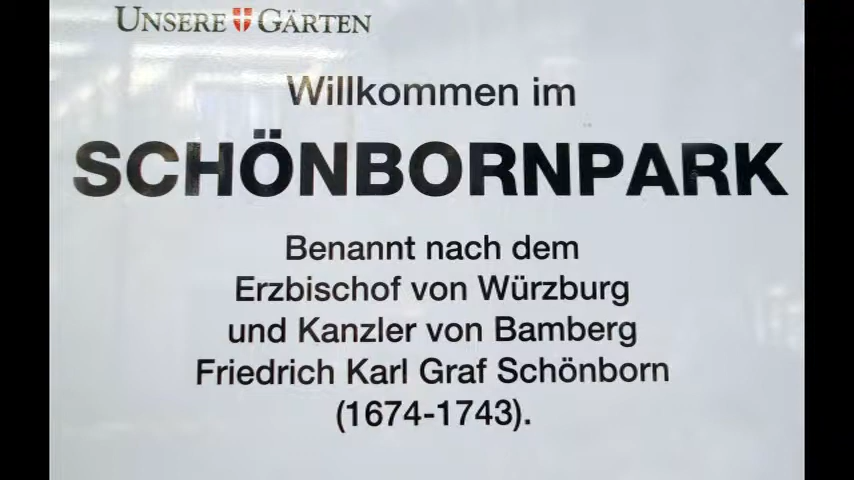 UNSERE GÄRTEN
Willkommen im
SCHÖNBORNPARK
Benannt nach dem
Erzbischof von Würzburg
und Kanzler von Bamberg
Friedrich Karl Graf Schönborn
(1674-1743).